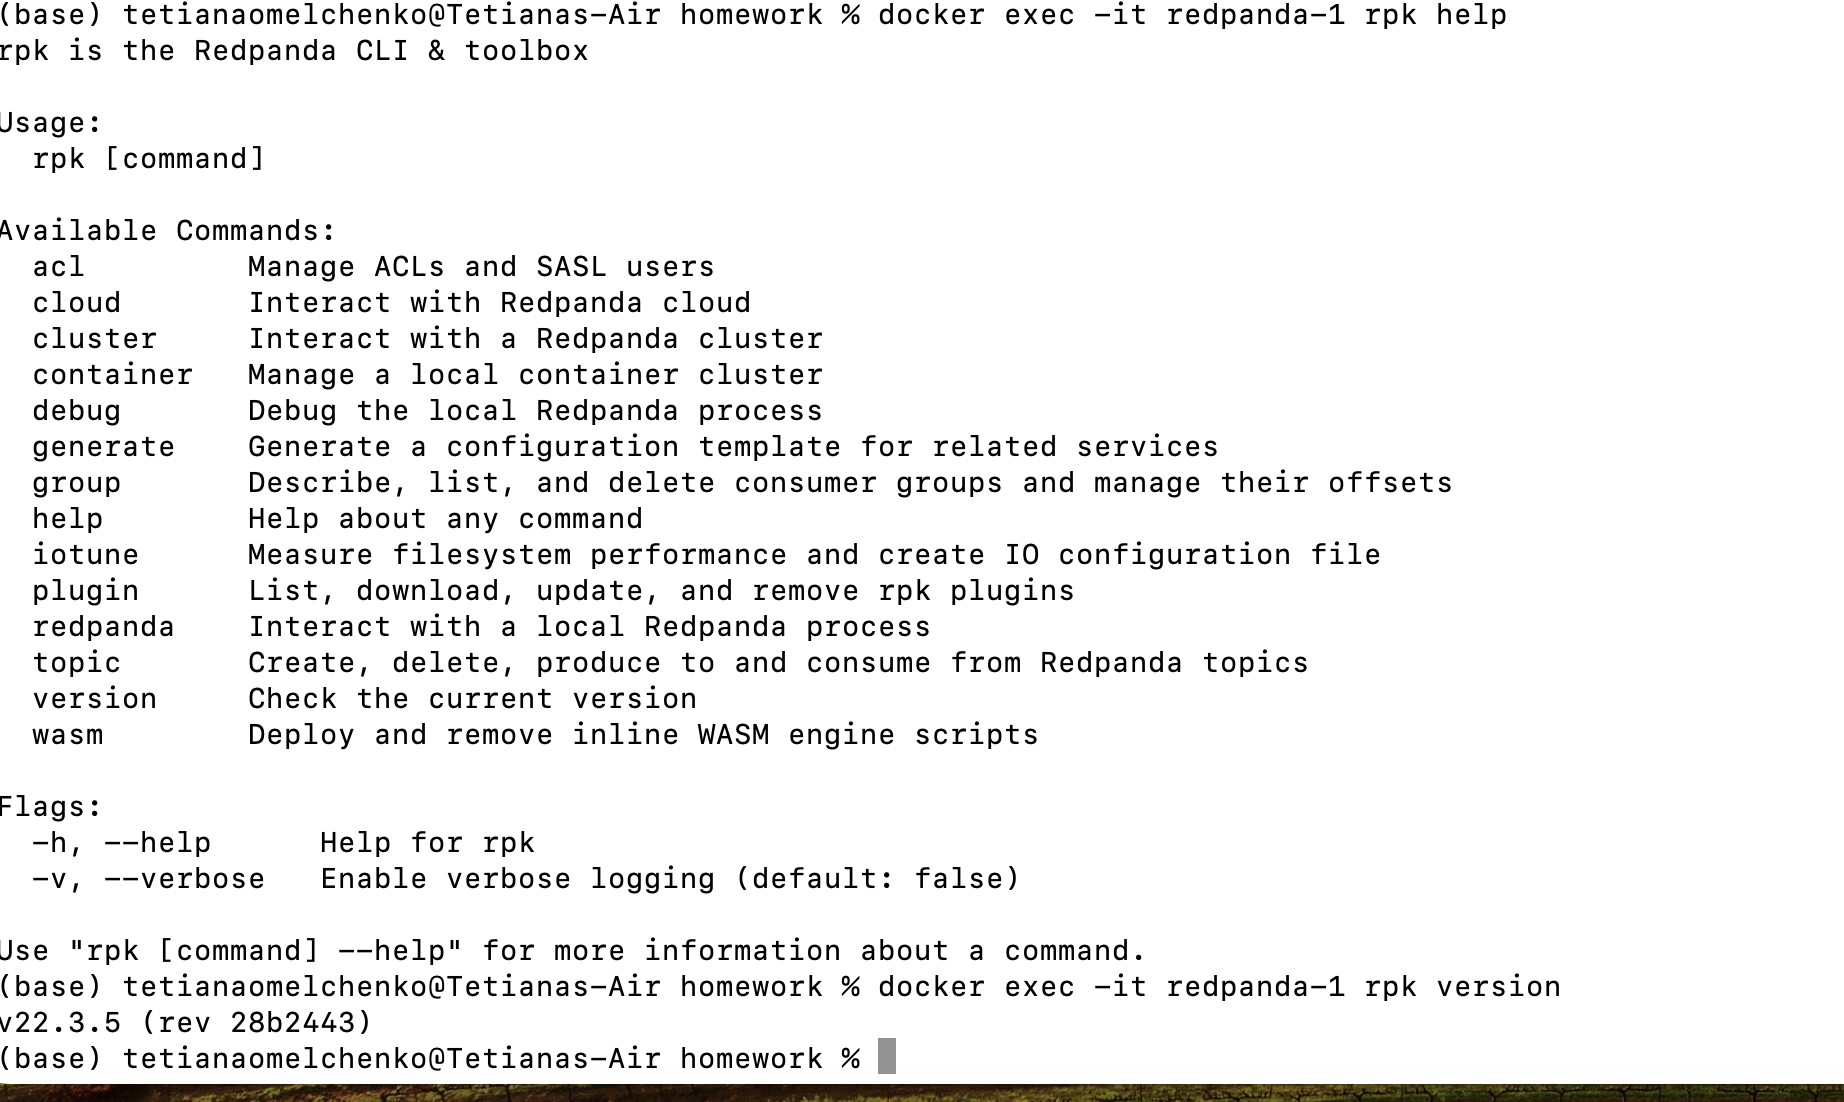 (base) tetianaomelchenko@Tetianas-Air homework % docker exec -it redpanda-1 rpk help
rpk is the Redpanda CLI & toolbox
Usage:
rpk [command]
Available Commands:
acl Manage ACLs and SASL users
cloud Interact with Redpanda cloud
cluster Interact with a Redpanda cluster
container Manage a local container cluster
debug Debug the local Redpanda process
generate Generate a configuration template for related services
group Describe, list, and delete consumer groups and manage their offsets
help Help about any command
iotune Measure filesystem performance and create IO configuration file
plugin List, download, update, and remove rpk plugins
redpanda Interact with a local Redpanda process
topic Create, delete, produce to and consume from Redpanda topics
version Check the current version
wasm Deploy and remove inline WASM engine scripts
Flags:
-h, --help Help for rpk
-v, --verbose Enable verbose logging (default: false)
Use "rpk [command] --help" for more information about a command.
(base) tetianaomelchenko@Tetianas-Air homework % docker exec -it redpanda-1 rpk version
v22.3.5 (rev 28b2443)
(base) tetianaomelchenko@Tetianas-Air homework %